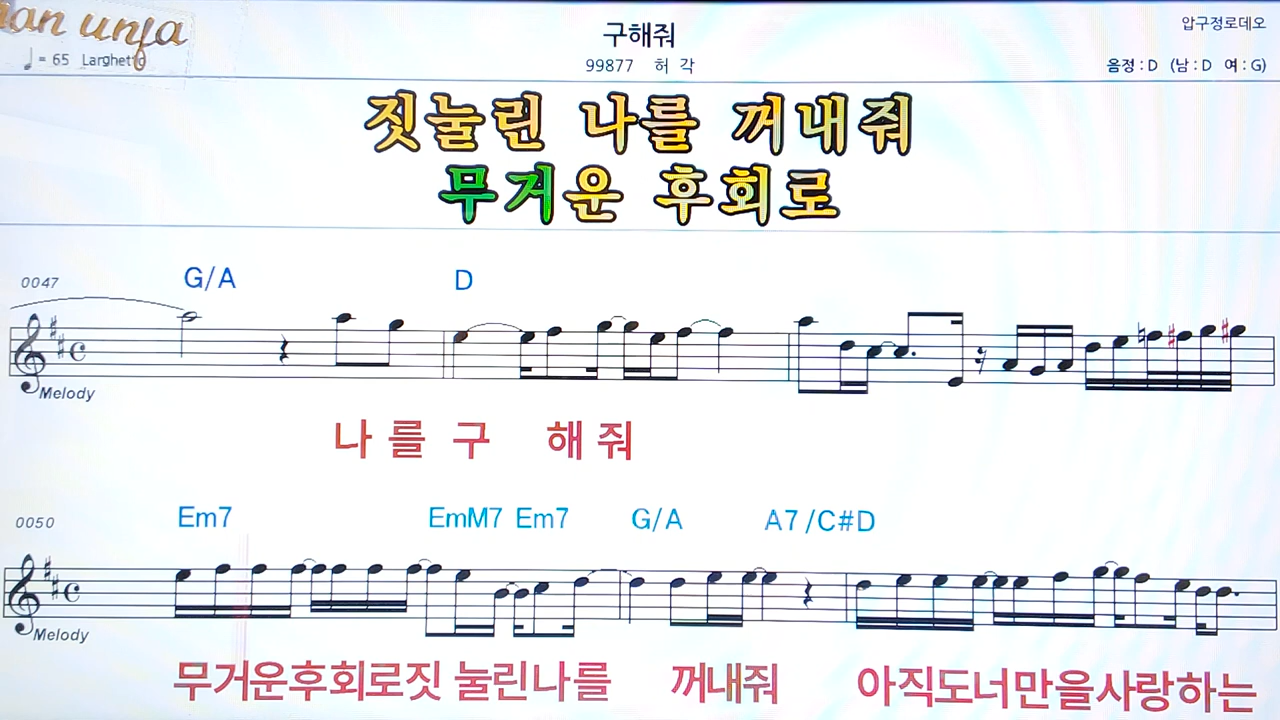 구해줘
압구정로데오
♩= 65 Larghetto
99877 허 각
음정 : D (남 : D 여 : G)
짓눌린 나를 꺼내줘
무거운 후회로
0047
G/A D
Melody
나 를 구 해 줘
0050
Em7 EmM7 Em7 G/A A7 /C# D
Melody
무거운후회로짓 눌린나를 꺼내줘 아직도너만을사랑하는